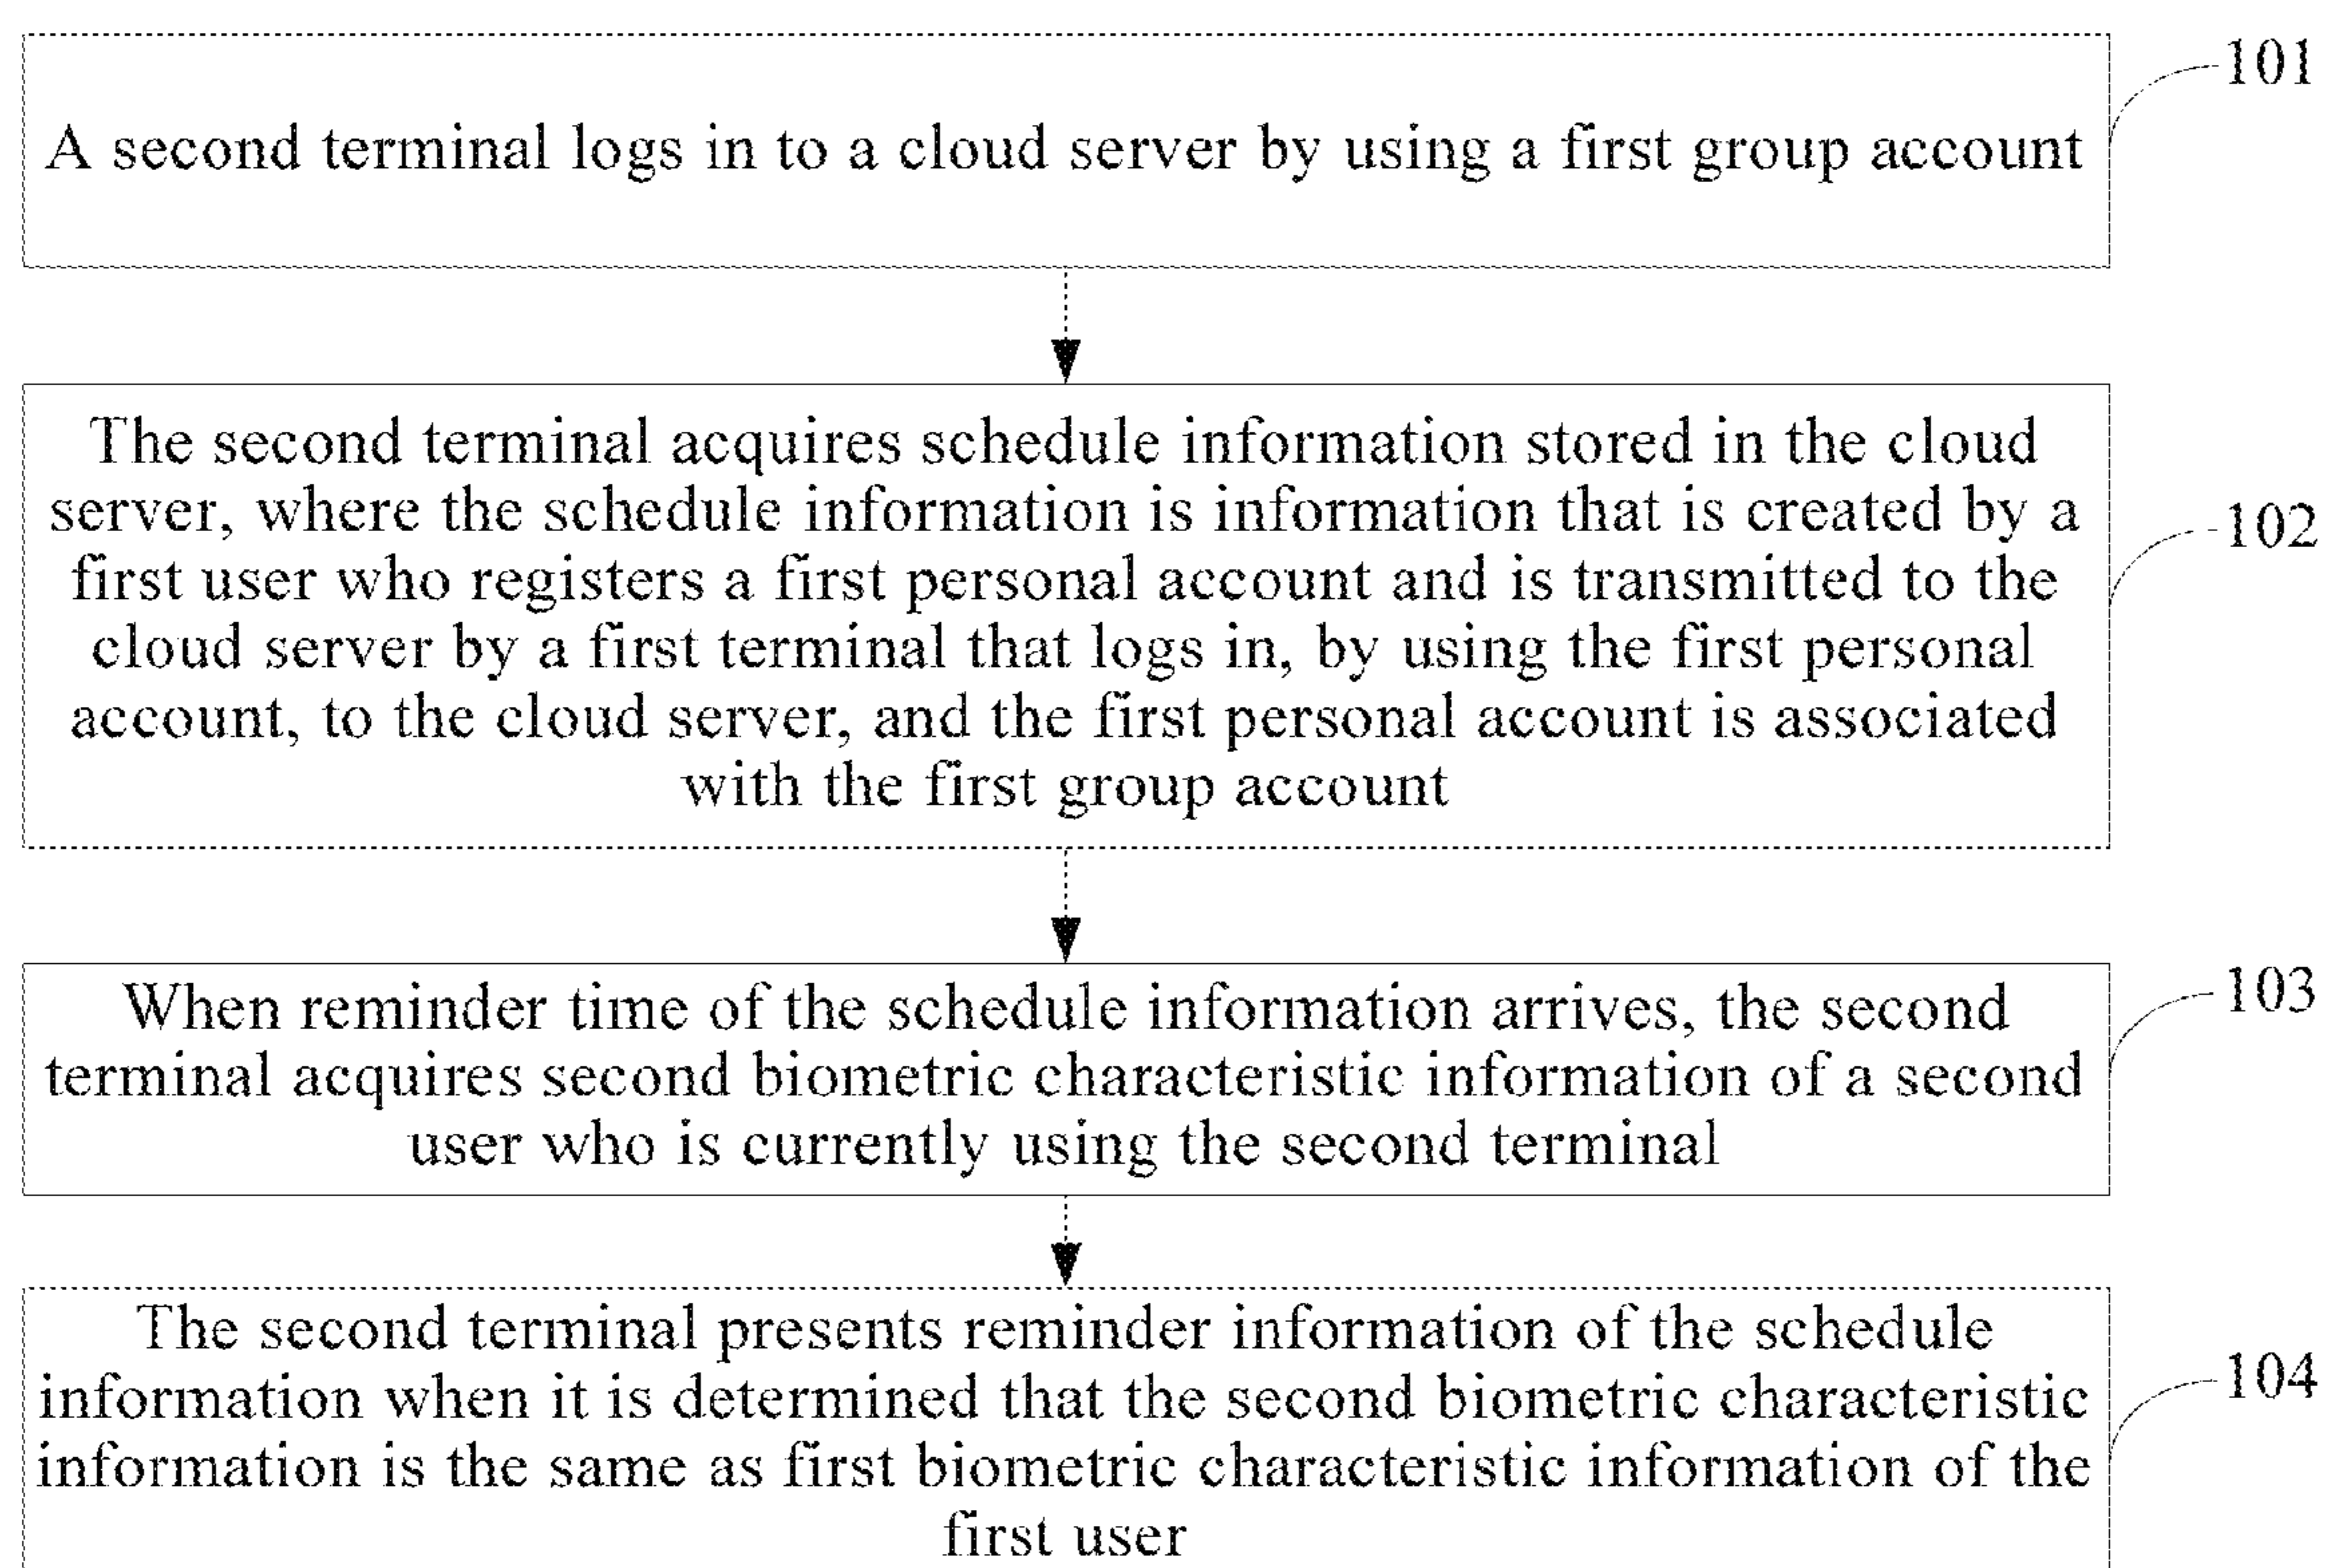 101
A second terminal logs in to a cloud server by using a first group account
The second terminal acquires schedule information stored in the cloud
server, where the schedule information is information that is created by a
102
first user who registers a first personal account and is transmitted to the
cloud server by a first terminal that logs in, by using the first personal
account, to the cloud server, and the first personal account is associated
with the first group account
When reminder time of the schedule information arrives, the second
103
terminal acquires second biometric characteristic information of a second
user who is currently using the second terminal
The second terminal presents reminder information of the schedule
104
information when it is determined that the second biometric characteristic
information is the same as first biometric characteristic information of the
first user